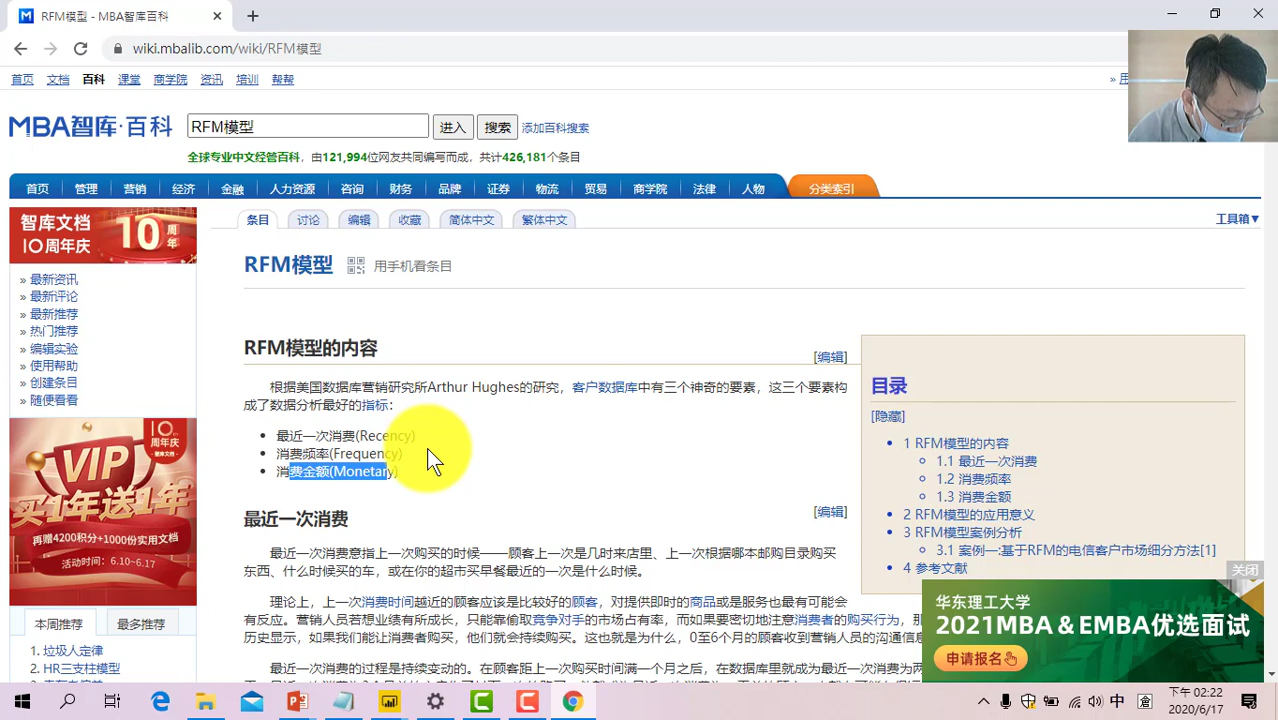 RFM模型 - MBA智库百科
wiki.mbalib.com/wiki/RFM模型
首页 文档 百科 课堂 商学院 资讯 培训 帮帮
» 用
MBA智库·百科 RFM模型 进入 搜索 添加百科搜索
全球专业中文经管百科，由121,994位网友共同编写而成，共计426,181个条目
首页 管理 营销 经济 金融 人力资源 咨询 财务 品牌 证券 物流 贸易 商学院 法律 人物 分类索引
条目 讨论 编辑 收藏 简体中文 繁体中文 工具箱▼
智库文档
10周年庆
10 周年庆
» 最新资讯
» 最新评论
» 最新推荐
» 热门推荐
» 编辑实验
» 使用帮助
» 创建条目
» 随便看看
10周年庆
VIP
买1年送1年
再赠4200积分+1000份实用文档
活动时间：6.10~6.17
本周推荐 最多推荐
1. 垃圾人定律
2. HR三支柱模型
RFM模型 用手机看条目
RFM模型的内容 [编辑]
根据美国数据库营销研究所Arthur Hughes的研究，客户数据库中有三个神奇的要素，这三个要素构
成了数据分析最好的指标：
• 最近一次消费(Recency)
• 消费频率(Frequency)
• 消费金额(Monetary)
最近一次消费 [编辑]
最近一次消费意指上一次购买的时候——顾客上一次是几时来店里、上一次根据哪本邮购目录购买
东西、什么时候买的车，或在你的超市买早餐最近的一次是什么时候。
理论上，上一次消费时间越近的顾客应该是比较好的顾客，对提供即时的商品或是服务也最有可能会
有反应。营销人员若想业绩有所成长，只能靠偷取竞争对手的市场占有率，而如果要密切地注意消费者的购买行为，那
历史显示，如果我们能让消费者购买，他们就会持续购买。这也就是为什么，0至6个月的顾客收到营销人员的沟通信息
最近一次消费的过程是持续变动的。在顾客距上一次购买时间满一个月之后，在数据库里就成为最近一次消费为两
目录
[隐藏]
1 RFM模型的内容
1.1 最近一次消费
1.2 消费频率
1.3 消费金额
2 RFM模型的应用意义
3 RFM模型案例分析
3.1 案例一:基于RFM的电信客户市场细分方法[1]
4 参考文献
关闭
华东理工大学
2021MBA&EMBA优选面试
申请报名
中 倉 下午 02:22
2020/6/17